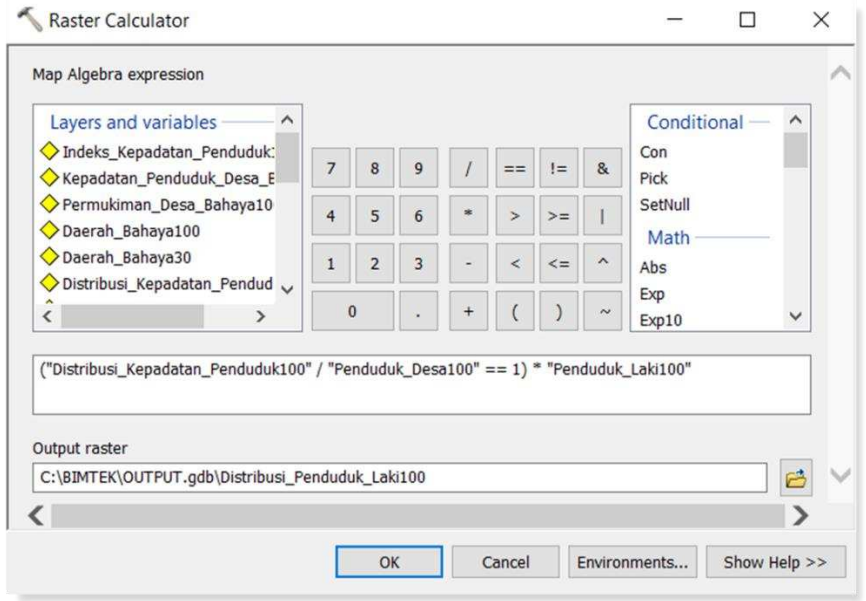 Raster Calculator
Map Algebra expression
Layers and variables
Indeks_Kepadatan_Penduduk
Kepadatan_Penduduk_Desa_B
Permukiman_Desa_Bahaya10
Daerah_Bahaya100
Daerah_Bahaya30
Distribusi_Kepadatan_Pendud
7 8 9 / == != &
4 5 6 * > >= |
1 2 3 - < <= ^
0 . + ( ) ~
Conditional
Con
Pick
SetNull
Math
Abs
Exp
Exp10
("Distribusi_Kepadatan_Penduduk100" / "Penduduk_Desa100" == 1) * "Penduduk_Laki100"
Output raster
C:\BIMTEK\OUTPUT.gdb\Distribusi_Penduduk_Laki100
OK Cancel Environments... Show Help >>